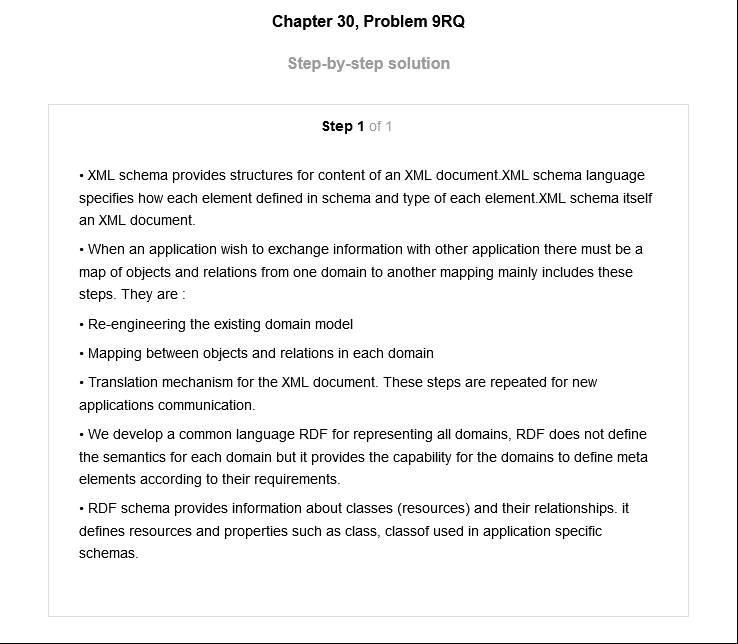 Chapter 30, Problem 9RQ
Step-by-step solution
Step 1 of 1
• XML schema provides structures for content of an XML document.XML schema language
specifies how each element defined in schema and type of each element.XML schema itself
an XML document.
• When an application wish to exchange information with other application there must be a
map of objects and relations from one domain to another mapping mainly includes these
steps. They are :
• Re-engineering the existing domain model
• Mapping between objects and relations in each domain
• Translation mechanism for the XML document. These steps are repeated for new
applications communication.
• We develop a common language RDF for representing all domains, RDF does not define
the semantics for each domain but it provides the capability for the domains to define meta
elements according to their requirements.
• RDF schema provides information about classes (resources) and their relationships. it
defines resources and properties such as class, classof used in application specific
schemas.